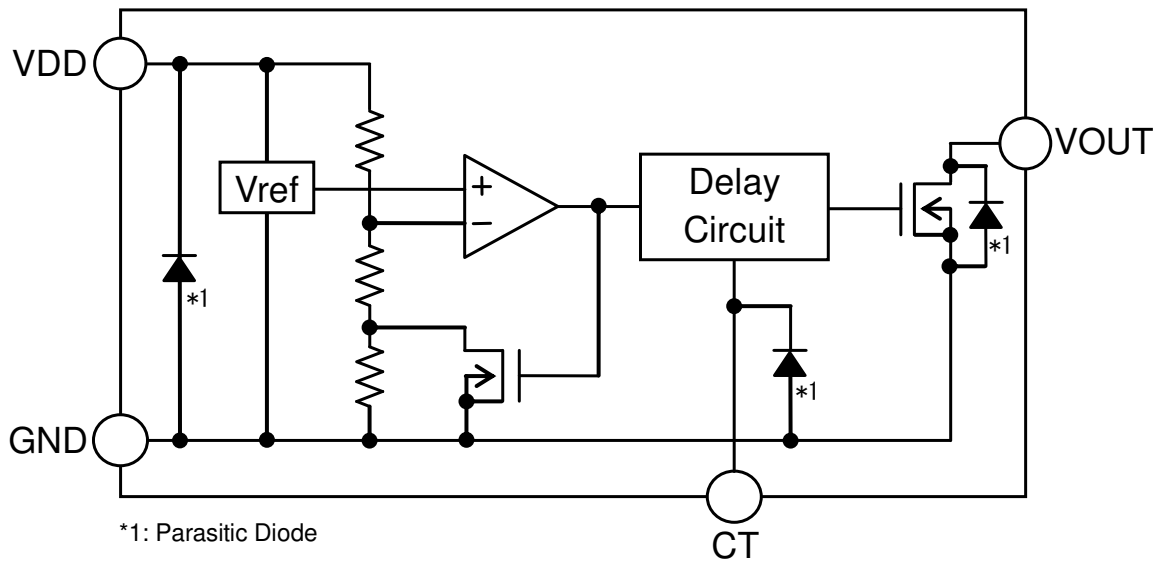 VDD
VOUT
Vref
+
−
Delay
Circuit
*1
*1
*1
GND
*1: Parasitic Diode
CT